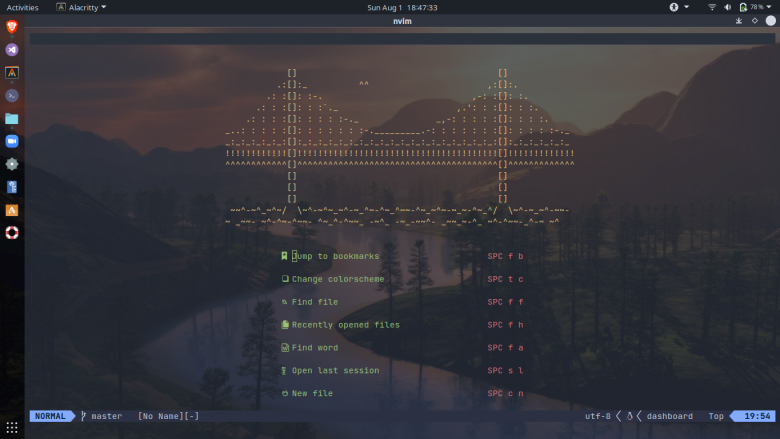 Activities Alacritty Sun Aug 1 18:47:33 78%
nvim
Jump to bookmarks SPC f b
Change colorscheme SPC t c
Find file SPC f f
Recently opened files SPC f h
Find word SPC f a
Open last session SPC s l
New file SPC c n
NORMAL master [No Name][-] utf-8 dashboard Top 19:54